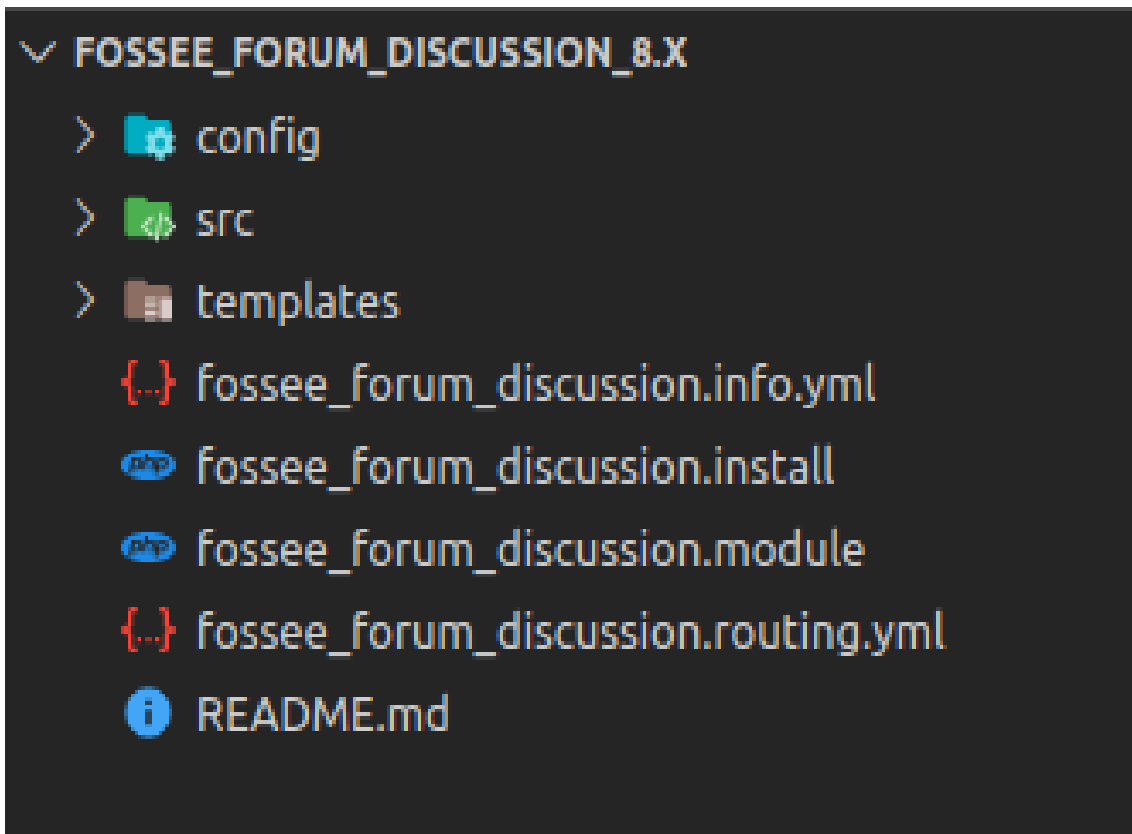 FOSSEE_FORUM_DISCUSSION_8.X
config
src
templates
fossee_forum_discussion.info.yml
fossee_forum_discussion.install
fossee_forum_discussion.module
fossee_forum_discussion.routing.yml
README.md